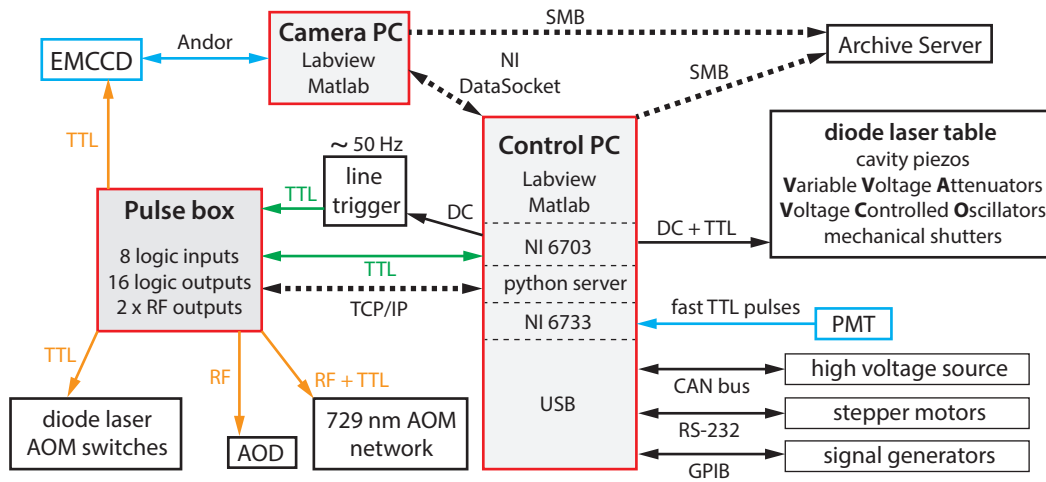 SMB
Camera PC
Labview
Matlab
Andor
EMCCD
Archive Server
NI
DataSocket
SMB
TTL
Control PC
Labview
Matlab
NI 6703
python server
NI 6733
USB
~ 50 Hz
line
trigger
TTL
DC
diode laser table
cavity piezos
Variable Voltage Attenuators
Voltage Controlled Oscillators
mechanical shutters
DC + TTL
Pulse box
8 logic inputs
16 logic outputs
2 x RF outputs
TTL
TCP/IP
fast TTL pulses
PMT
TTL
RF
RF + TTL
diode laser
AOM switches
AOD
729 nm AOM
network
high voltage source
CAN bus
stepper motors
RS-232
signal generators
GPIB